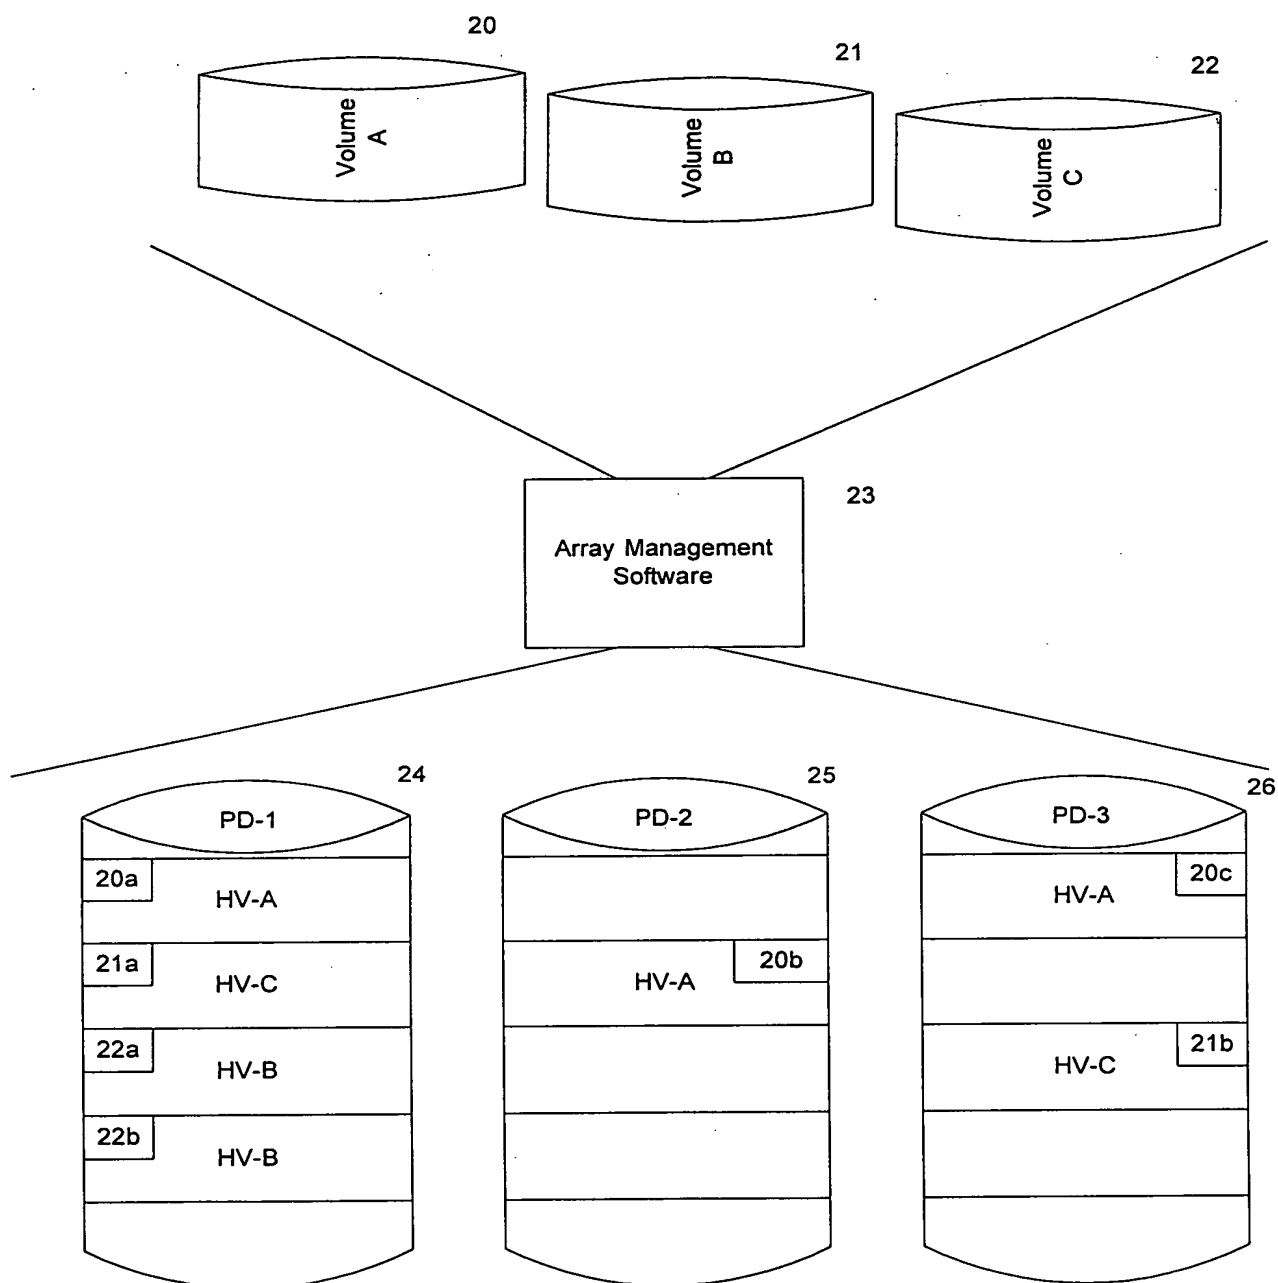 20
21
22
Volume
A
Volume
B
Volume
C
23
Array Management
Software
24
25
26
PD-1
PD-2
PD-3
20a
HV-A
20c
HV-A
21a
HV-C
20b
HV-A
22a
HV-B
21b
HV-C
22b
HV-B